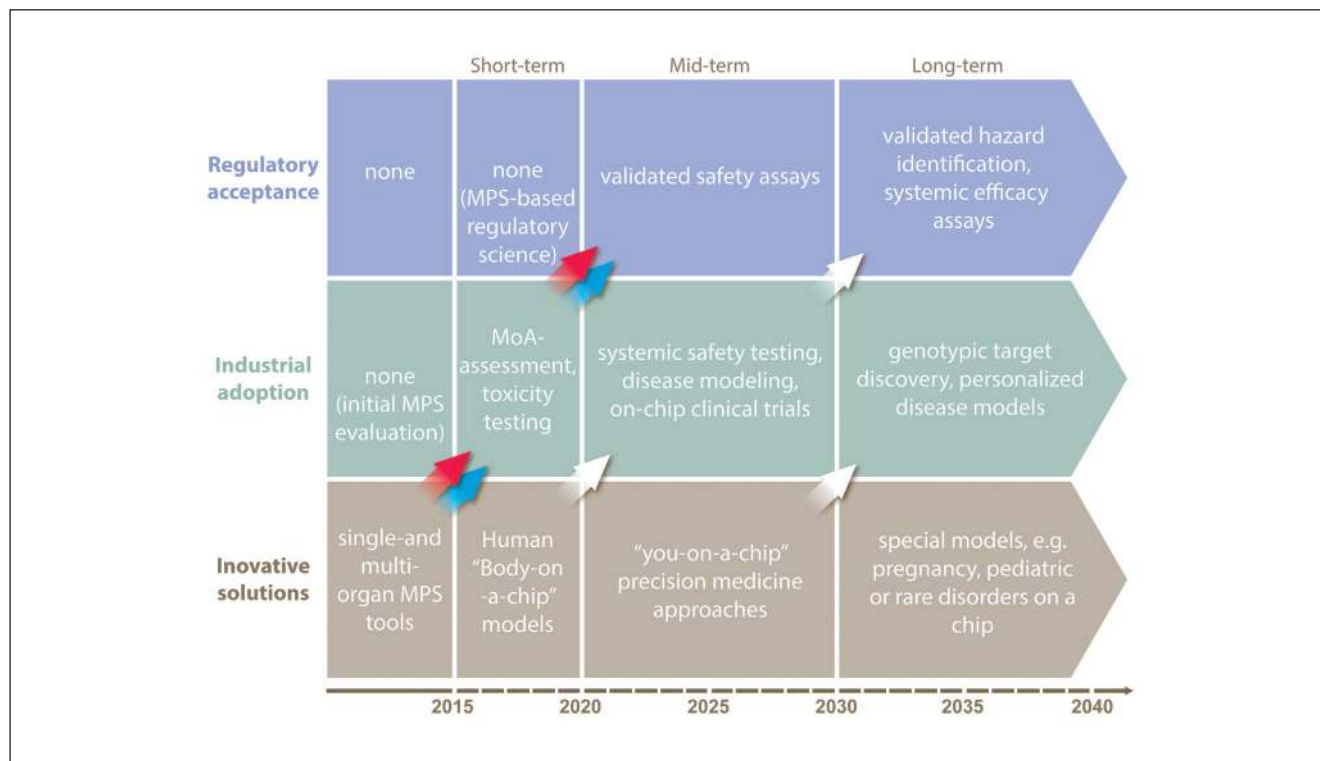 Short-term
Mid-term
Long-term
Regulatory
acceptance
none
none
(MPS-based
regulatory
science)
validated safety assays
validated hazard
identification,
systemic efficacy
assays
Industrial
adoption
none
(initial MPS
evaluation)
MoA-
assessment,
toxicity
testing
systemic safety testing,
disease modeling,
on-chip clinical trials
genotypic target
discovery, personalized
disease models
Inovative
solutions
single-and
multi-
organ MPS
tools
Human
“Body-on
-a-chip”
models
“you-on-a-chip”
precision medicine
approaches
special models, e.g.
pregnancy, pediatric
or rare disorders on a
chip
2015
2020
2025
2030
2035
2040